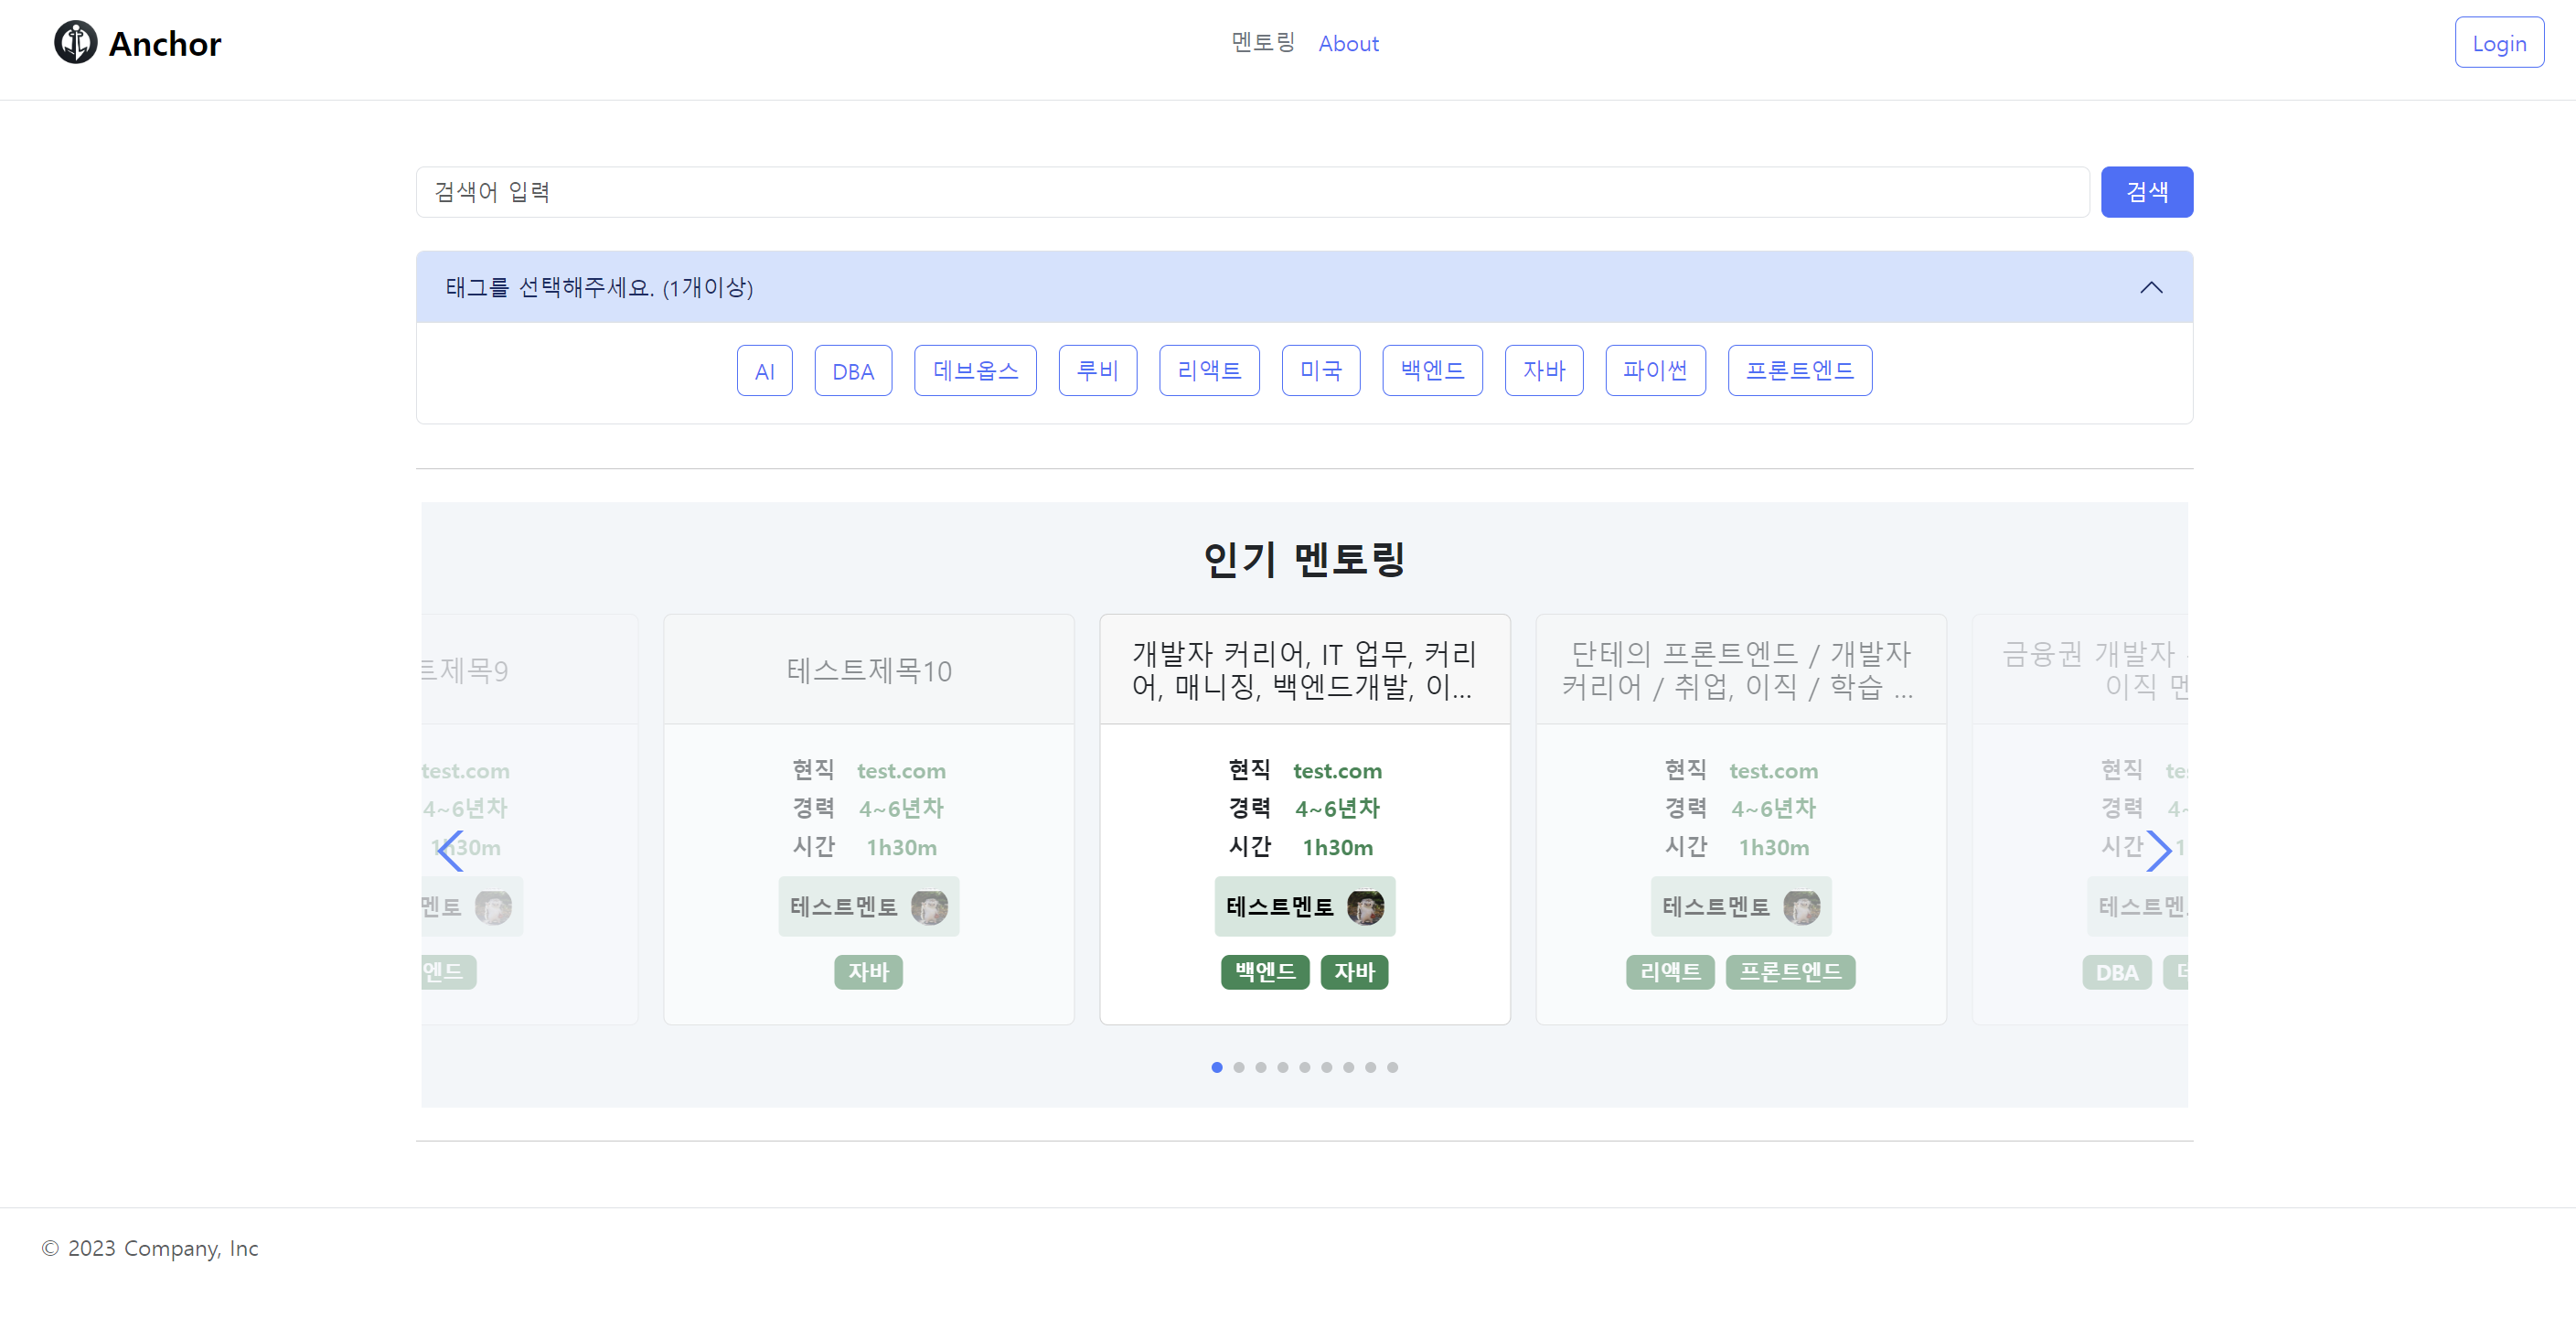 Anchor
멘토링 About
Login
검색어 입력
검색
태그를 선택해주세요. (1개이상)
AI DBA 데브옵스 루비 리액트 미국 백엔드 자바 파이썬 프론트엔드
인기 멘토링
트제목9
test.com
4~6년차
1h30m
멘토
엔드
테스트제목10
현직 test.com
경력 4~6년차
시간 1h30m
테스트멘토
자바
개발자 커리어, IT 업무, 커리
어, 매니징, 백엔드개발, 이...
현직 test.com
경력 4~6년차
시간 1h30m
테스트멘토
백엔드 자바
단테의 프론트엔드 / 개발자
커리어 / 취업, 이직 / 학습 ...
현직 test.com
경력 4~6년차
시간 1h30m
테스트멘토
리액트 프론트엔드
금융권 개발자
이직 멘
현직 te
경력 4~
시간 1
테스트멘
DBA
© 2023 Company, Inc